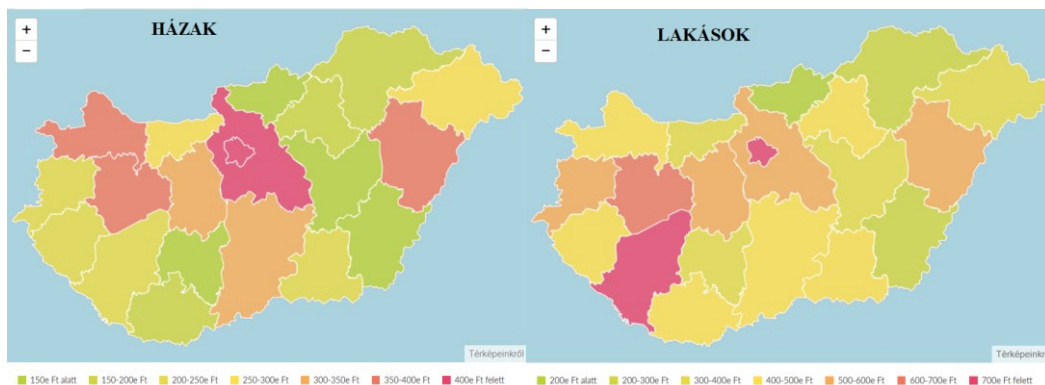 HÁZAK
+
−
Térképeinkről
150e Ft alatt 150-200e Ft 200-250e Ft 250-300e Ft 300-350e Ft 350-400e Ft 400e Ft felett
LAKÁSOK
+
−
Térképeinkr
200e Ft alatt 200-300e Ft 300-400e Ft 400-500e Ft 500-600e Ft 600-700e Ft 700e Ft felett